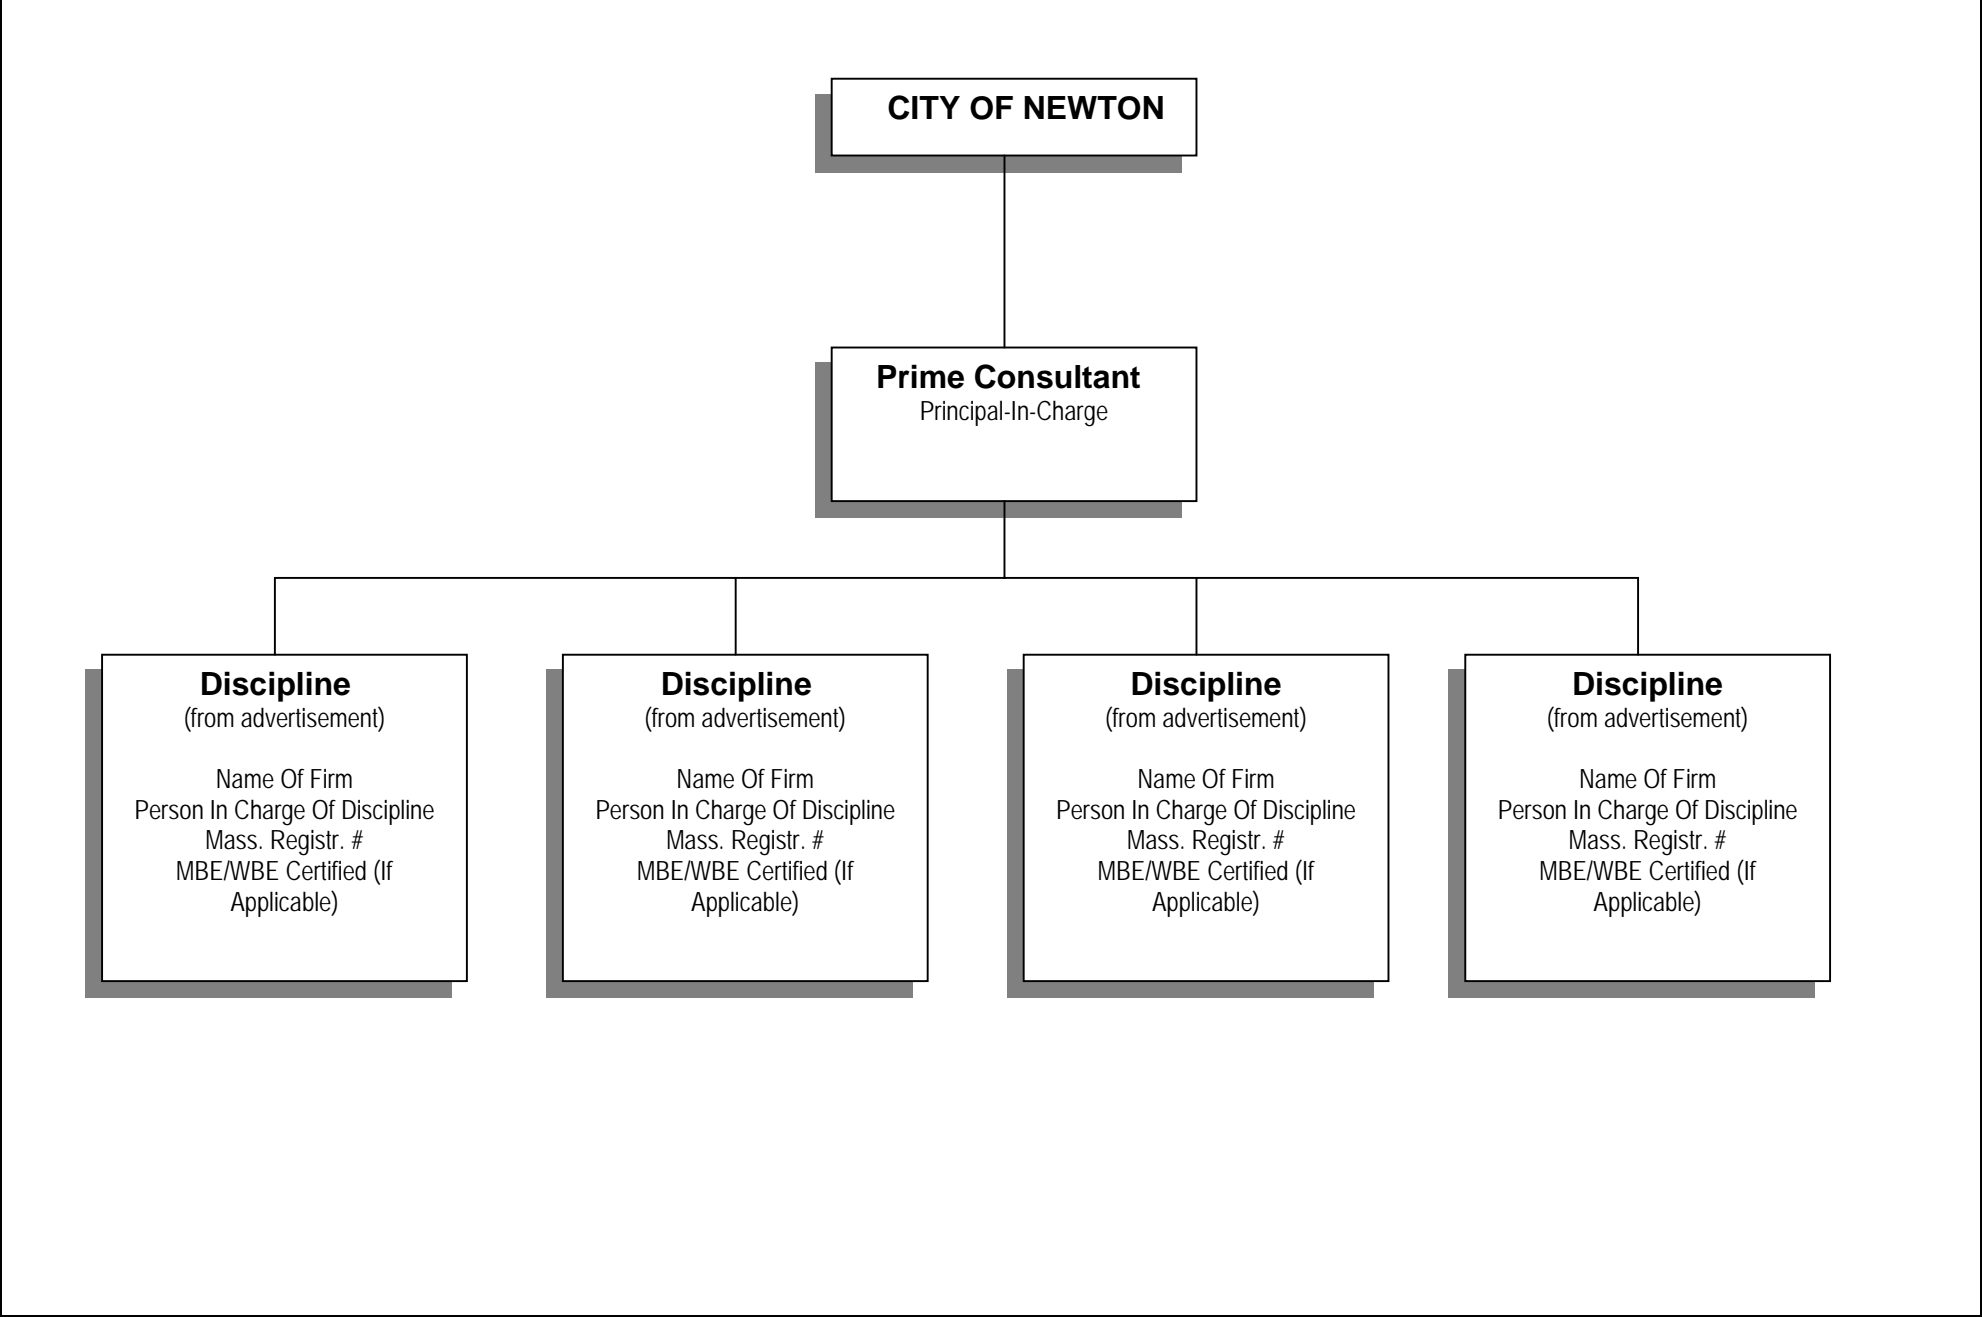 CITY OF NEWTON
Prime Consultant
Principal-In-Charge
Discipline
(from advertisement)
Name Of Firm
Person In Charge Of Discipline
Mass. Registr. #
MBE/WBE Certified (If
Applicable)
Discipline
(from advertisement)
Name Of Firm
Person In Charge Of Discipline
Mass. Registr. #
MBE/WBE Certified (If
Applicable)
Discipline
(from advertisement)
Name Of Firm
Person In Charge Of Discipline
Mass. Registr. #
MBE/WBE Certified (If
Applicable)
Discipline
(from advertisement)
Name Of Firm
Person In Charge Of Discipline
Mass. Registr. #
MBE/WBE Certified (If
Applicable)